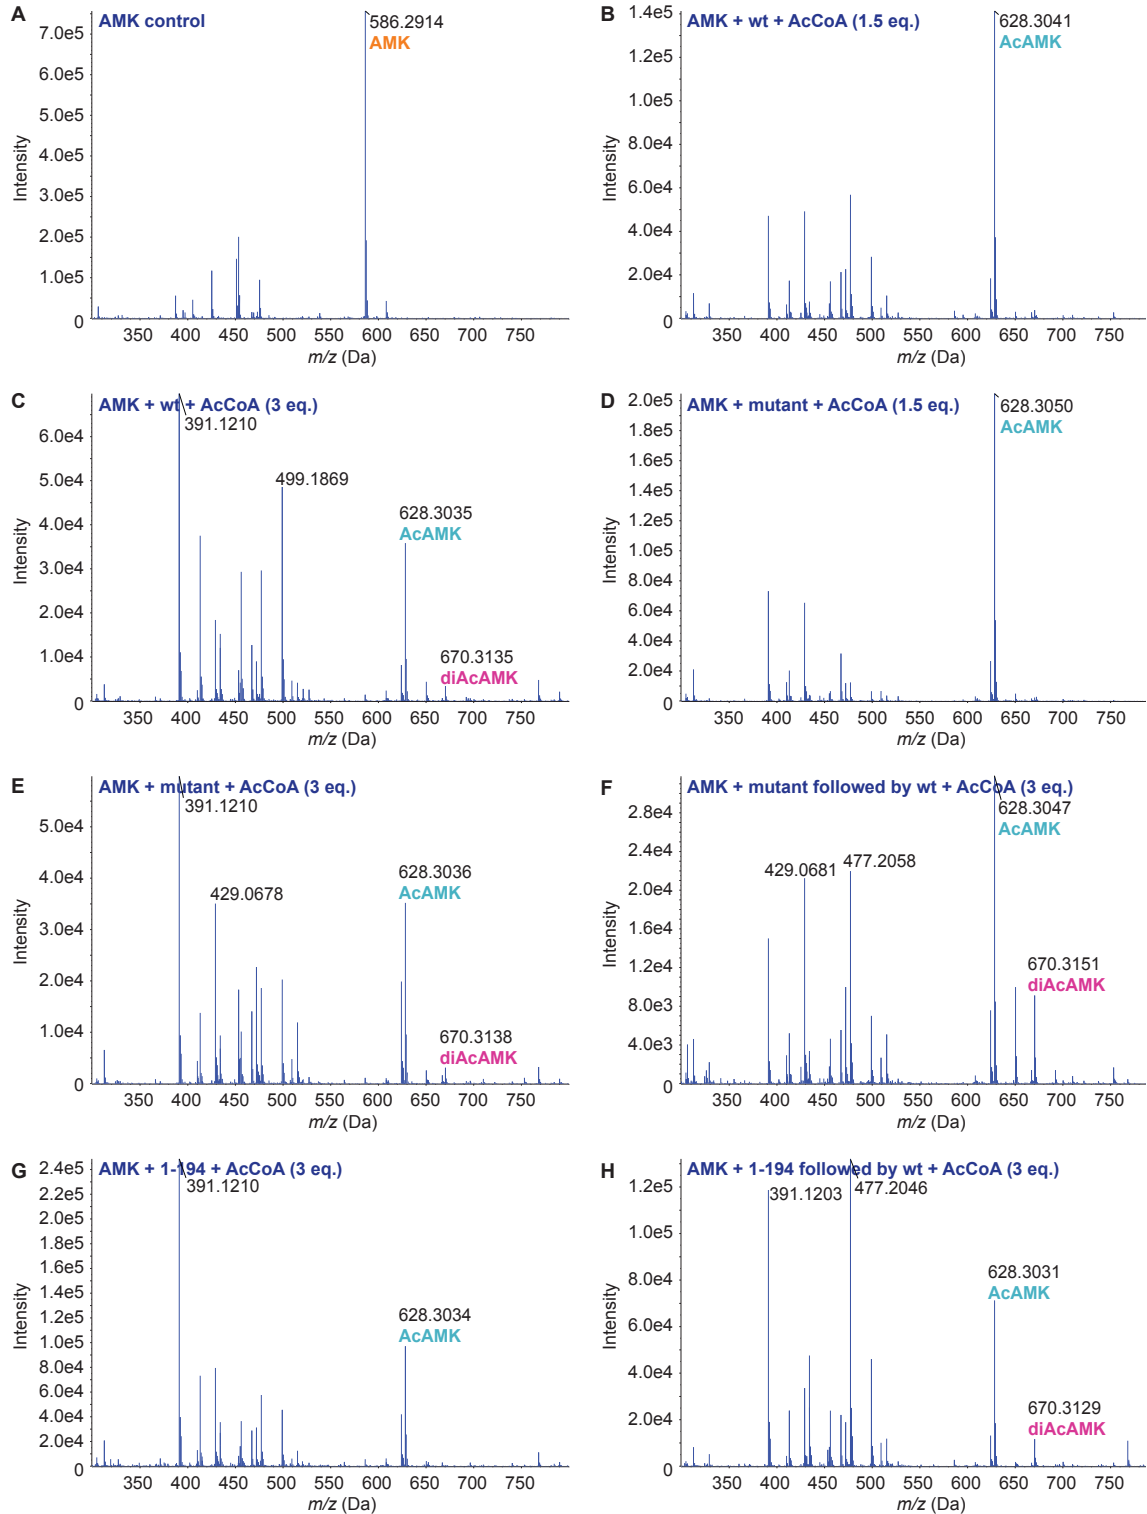 A
AMK control
7.0e5
6.0e5
5.0e5
4.0e5
3.0e5
2.0e5
1.0e5
0
Intensity
586.2914
AMK
350 400 450 500 550 600 650 700 750
m/z (Da)
B
AMK + wt + AcCoA (1.5 eq.)
1.4e5
1.2e5
1.0e5
8.0e4
6.0e4
4.0e4
2.0e4
0
Intensity
628.3041
AcAMK
350 400 450 500 550 600 650 700 750
m/z (Da)
C
AMK + wt + AcCoA (3 eq.)
6.0e4
5.0e4
4.0e4
3.0e4
2.0e4
1.0e4
0
Intensity
391.1210
499.1869
628.3035
AcAMK
670.3135
diAcAMK
350 400 450 500 550 600 650 700 750
m/z (Da)
D
AMK + mutant + AcCoA (1.5 eq.)
2.0e5
1.8e5
1.6e5
1.4e5
1.2e5
1.0e5
8.0e4
6.0e4
4.0e4
2.0e4
0
Intensity
628.3050
AcAMK
350 400 450 500 550 600 650 700 750
m/z (Da)
E
AMK + mutant + AcCoA (3 eq.)
5.0e4
4.0e4
3.0e4
2.0e4
1.0e4
0
Intensity
391.1210
429.0678
628.3036
AcAMK
670.3138
diAcAMK
350 400 450 500 550 600 650 700 750
m/z (Da)
F
AMK + mutant followed by wt + AcCoA (3 eq.)
2.8e4
2.4e4
2.0e4
1.6e4
1.2e4
8.0e3
4.0e3
0
Intensity
628.3047
AcAMK
429.0681
477.2058
670.3151
diAcAMK
350 400 450 500 550 600 650 700 750
m/z (Da)
G
AMK + 1-194 + AcCoA (3 eq.)
2.4e5
2.2e5
2.0e5
1.8e5
1.6e5
1.4e5
1.2e5
1.0e5
8.0e4
6.0e4
4.0e4
2.0e4
0
Intensity
391.1210
628.3034
AcAMK
350 400 450 500 550 600 650 700 750
m/z (Da)
H
AMK + 1-194 followed by wt + AcCoA (3 eq.)
1.2e5
1.0e5
8.0e4
6.0e4
4.0e4
2.0e4
0
Intensity
391.1203
477.2046
628.3031
AcAMK
670.3129
diAcAMK
350 400 450 500 550 600 650 700 750
m/z (Da)